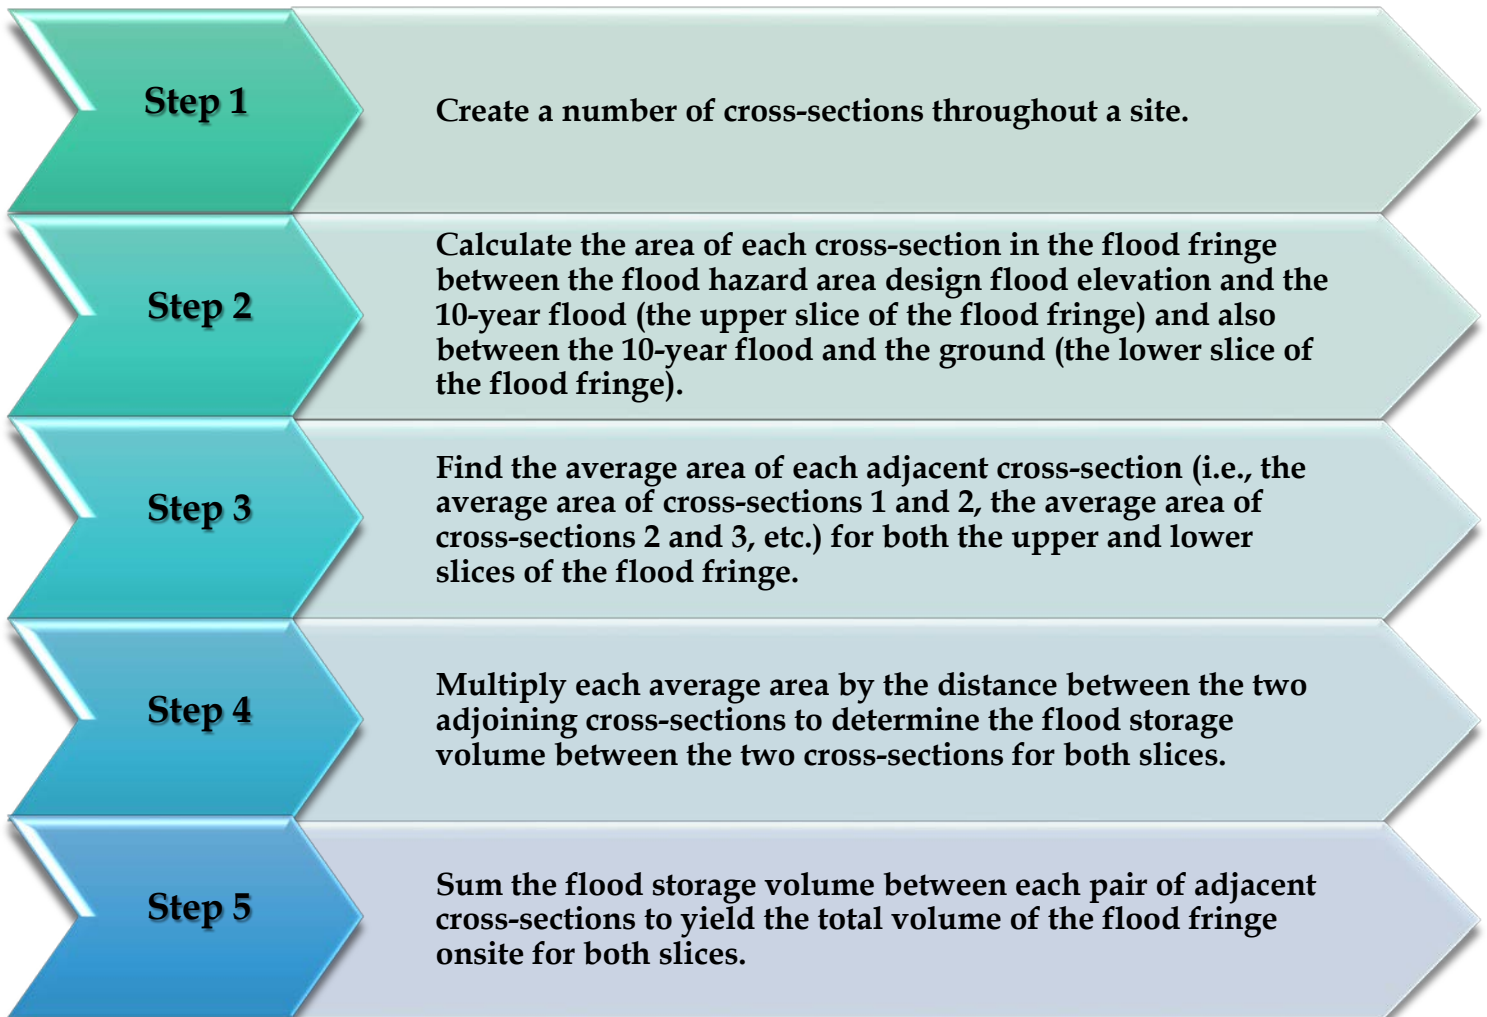 Step 1
Create a number of cross-sections throughout a site.
Step 2
Calculate the area of each cross-section in the flood fringe
between the flood hazard area design flood elevation and the
10-year flood (the upper slice of the flood fringe) and also
between the 10-year flood and the ground (the lower slice of
the flood fringe).
Step 3
Find the average area of each adjacent cross-section (i.e., the
average area of cross-sections 1 and 2, the average area of
cross-sections 2 and 3, etc.) for both the upper and lower
slices of the flood fringe.
Step 4
Multiply each average area by the distance between the two
adjoining cross-sections to determine the flood storage
volume between the two cross-sections for both slices.
Step 5
Sum the flood storage volume between each pair of adjacent
cross-sections to yield the total volume of the flood fringe
onsite for both slices.